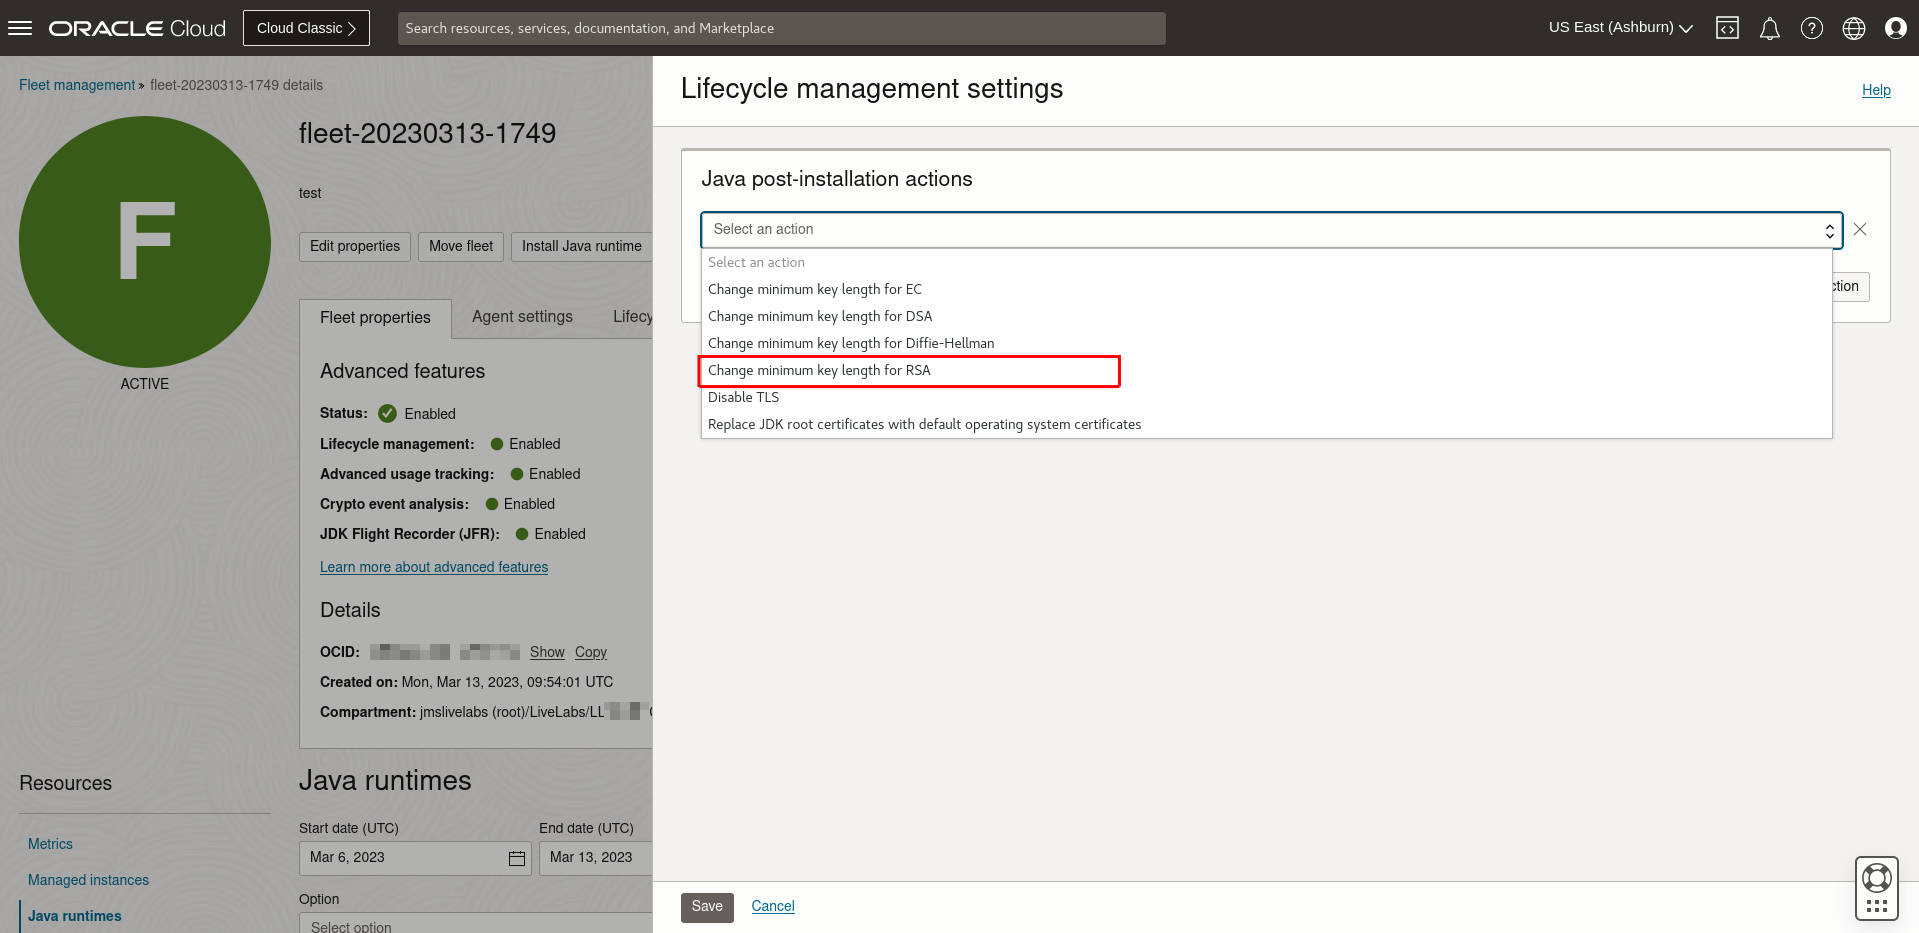 ORACLE Cloud
Cloud Classic
Search resources, services, documentation, and Marketplace
US East (Ashburn)
Fleet management » fleet-20230313-1749 details
F
ACTIVE
fleet-20230313-1749
test
Edit properties
Move fleet
Install Java runtime
Fleet properties
Agent settings
Lifecy
Advanced features
Status: Enabled
Lifecycle management: Enabled
Advanced usage tracking: Enabled
Crypto event analysis: Enabled
JDK Flight Recorder (JFR): Enabled
Learn more about advanced features
Details
OCID: Show Copy
Created on: Mon, Mar 13, 2023, 09:54:01 UTC
Compartment: jmslivelabs (root)/LiveLabs/LL
Resources
Metrics
Managed instances
Java runtimes
Java runtimes
Start date (UTC)
End date (UTC)
Mar 6, 2023
Mar 13, 2023
Option
Select option
Lifecycle management settings
Help
Java post-installation actions
Select an action
Select an action
Change minimum key length for EC
Change minimum key length for DSA
Change minimum key length for Diffie-Hellman
Change minimum key length for RSA
Disable TLS
Replace JDK root certificates with default operating system certificates
ction
Save
Cancel